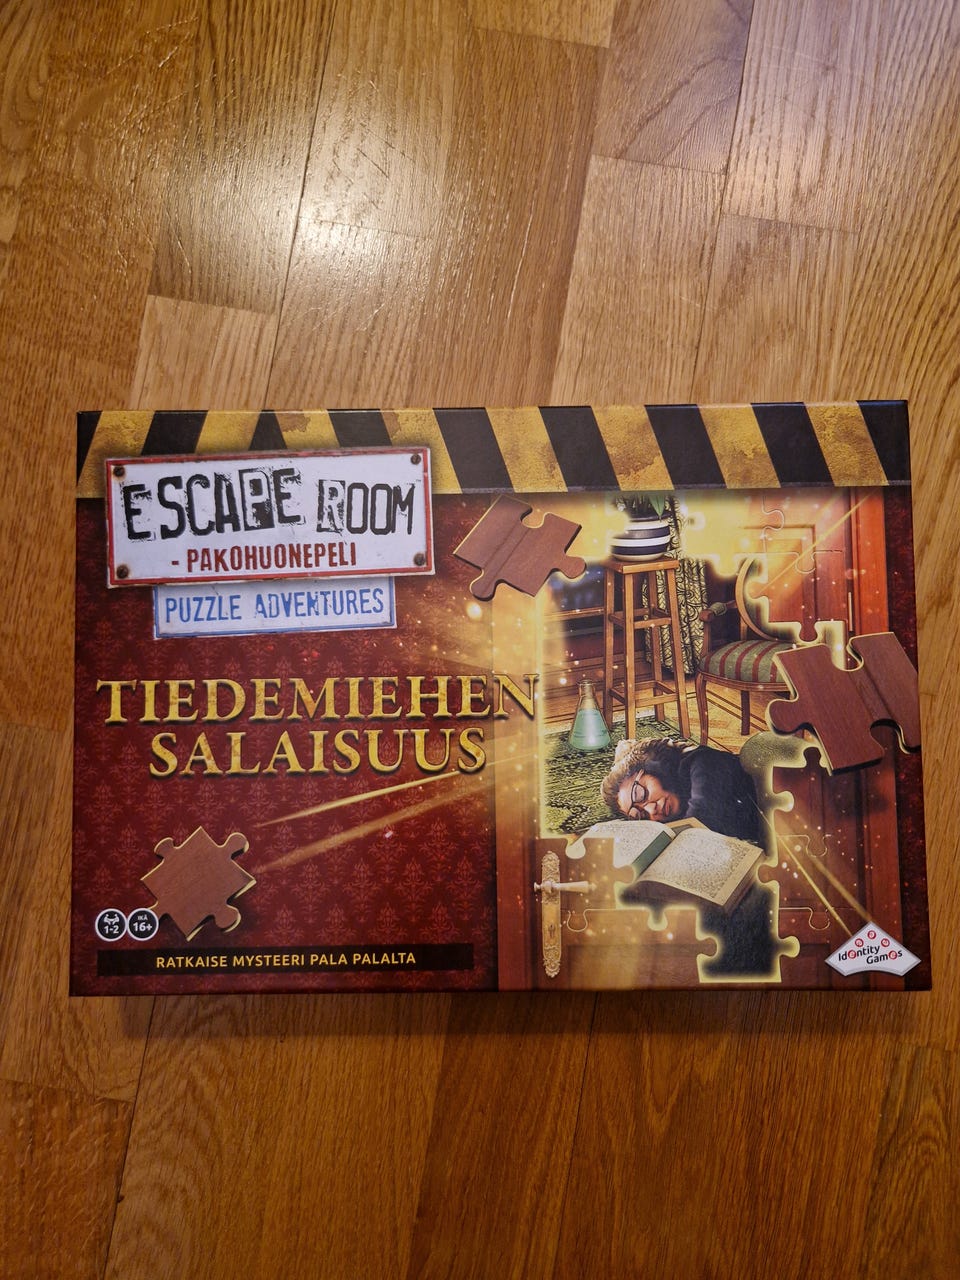 ESCAPE ROOM
- PAKOHUONEPELI
PUZZLE ADVENTURES
TIEDEMIEHEN
SALAISUUS
1-2
IKÄ
16+
RATKAISE MYSTEERI PALA PALALTA
Identity
Games